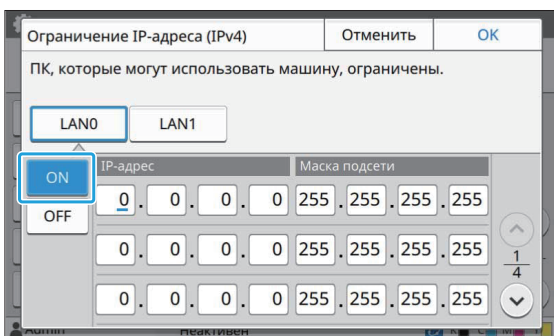 Ограничение IP-адреса (IPv4) Отменить OK
ПК, которые могут использовать машину, ограничены.
LAN0 LAN1
ON IP-адрес Маска подсети
0. 0. 0. 0 255. 255. 255. 255
OFF
0. 0. 0. 0 255. 255. 255. 255
1
4
0. 0. 0. 0 255. 255. 255. 255
Admin Неактивен